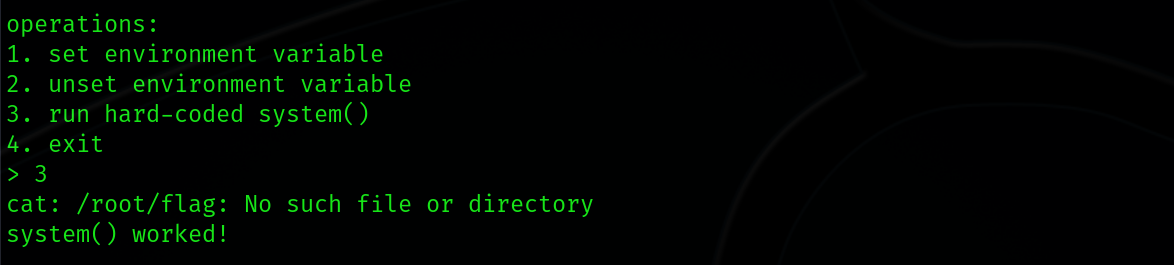 operations:
1. set environment variable
2. unset environment variable
3. run hard-coded system()
4. exit
> 3
cat: /root/flag: No such file or directory
system() worked!